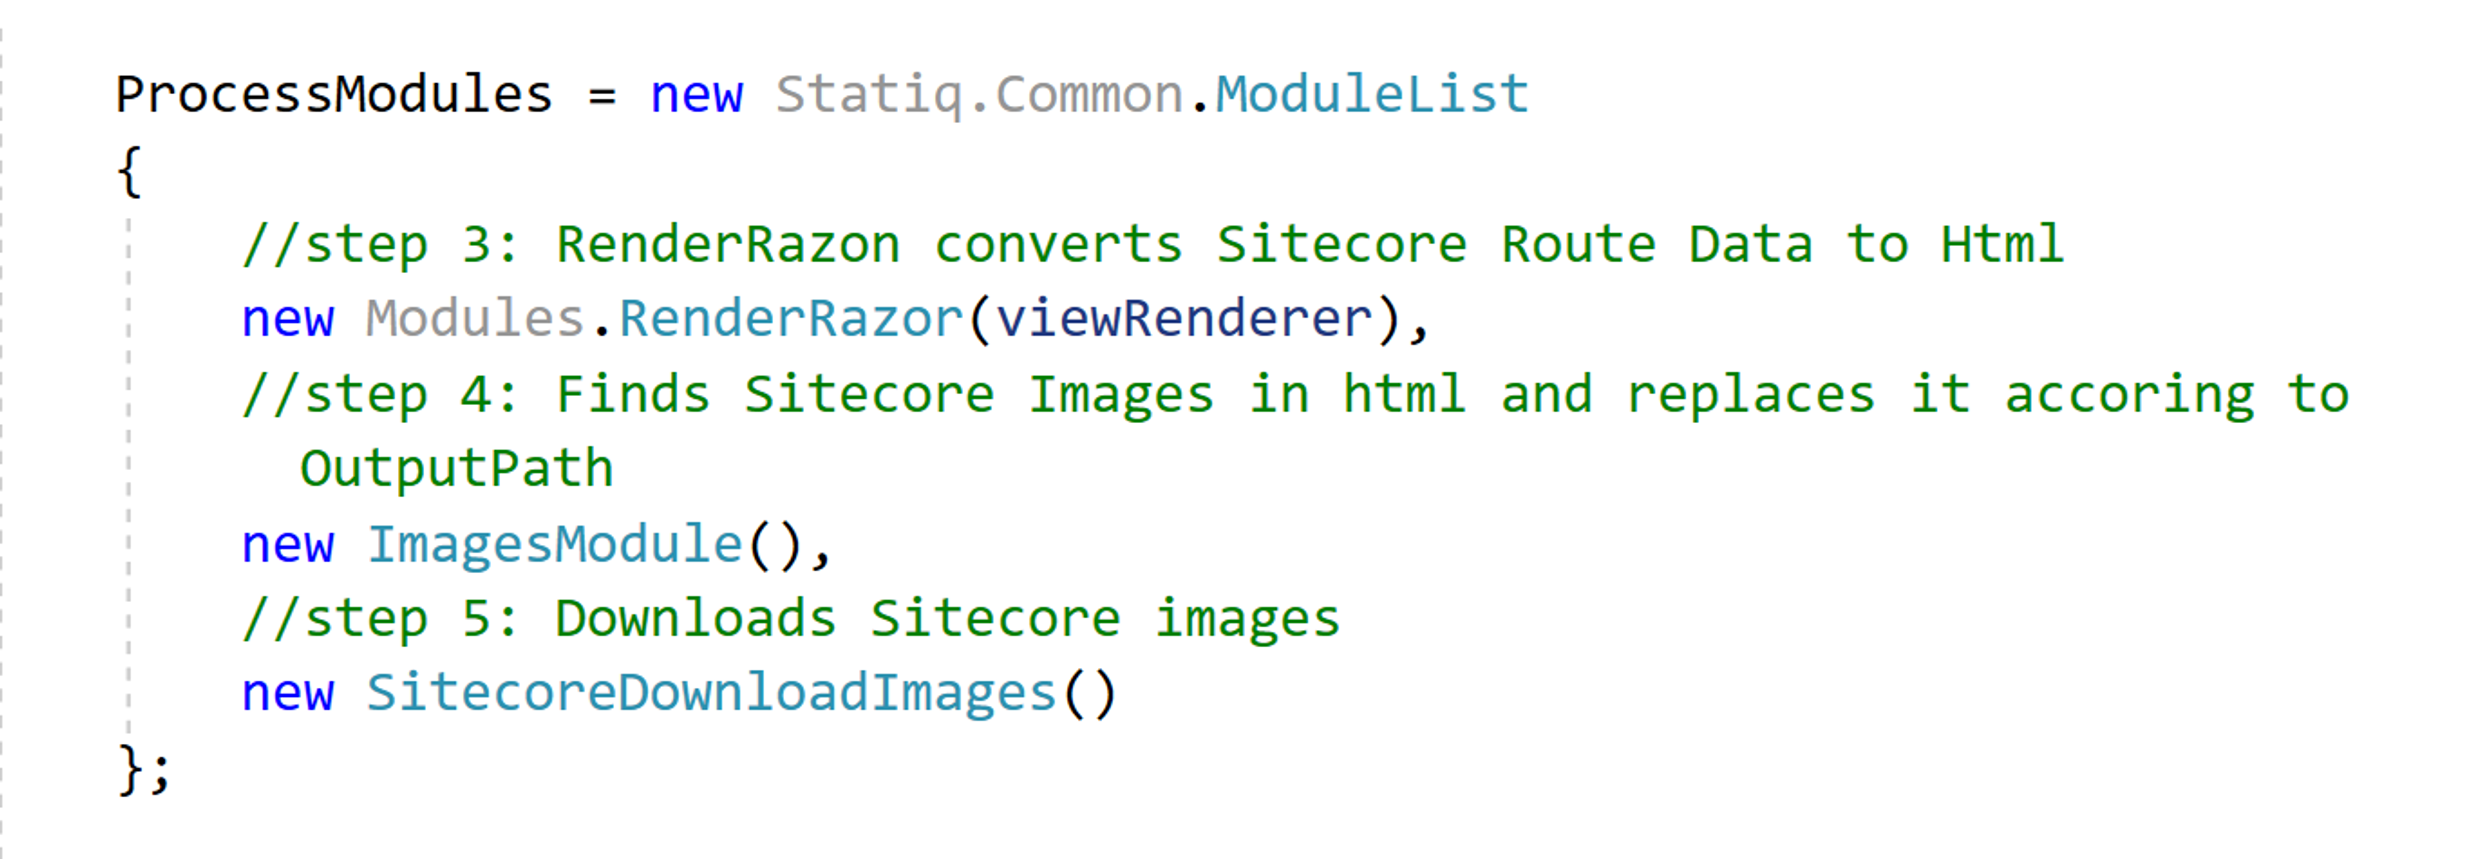 ProcessModules = new Statiq.Common.ModuleList
{
//step 3: RenderRazon converts Sitecore Route Data to Html
new Modules.RenderRazor(viewRenderer),
//step 4: Finds Sitecore Images in html and replaces it accoring to
OutputPath
new ImagesModule(),
//step 5: Downloads Sitecore images
new SitecoreDownloadImages()
};